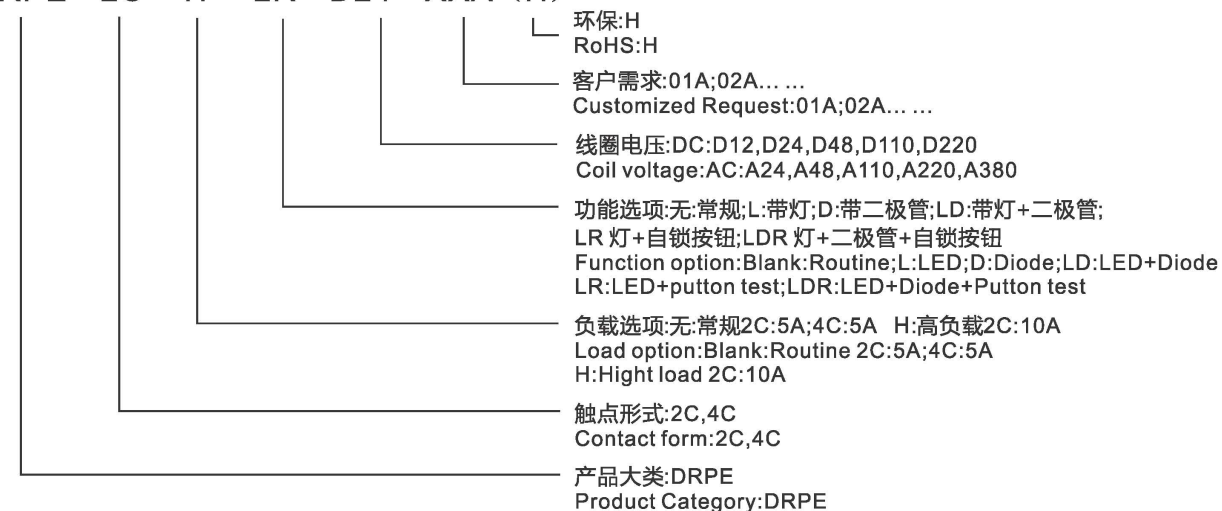 环保:H
RoHS:H
客户需求:01A;02A... ...
Customized Request:01A;02A... ...
线圈电压:DC:D12,D24,D48,D110,D220
Coil voltage:AC:A24,A48,A110,A220,A380
功能选项:无:常规;L:带灯;D:带二极管;LD:带灯+二极管;
LR 灯+自锁按钮;LDR 灯+二极管+自锁按钮
Function option:Blank:Routine;L:LED;D:Diode;LD:LED+Diode
LR:LED+putton test;LDR:LED+Diode+Putton test
负载选项:无:常规2C:5A;4C:5A H:高负载2C:10A
Load option:Blank:Routine 2C:5A;4C:5A
H:Hight load 2C:10A
触点形式:2C,4C
Contact form:2C,4C
产品大类:DRPE
Product Category:DRPE